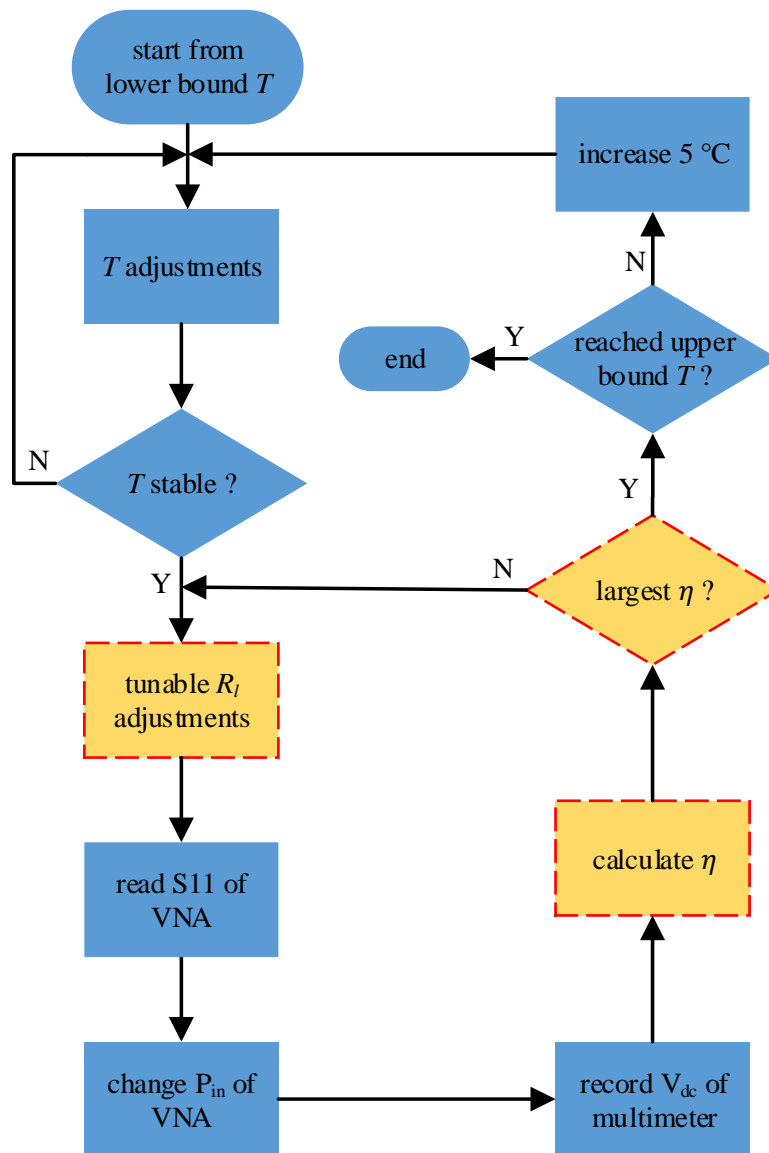 start from
lower bound T
increase 5 °C
T adjustments
N
reached upper
bound T ?
Y
end
N
T stable ?
Y
Y
N
largest η ?
tunable Rₗ
adjustments
calculate η
read S11 of
VNA
change Pᵢₙ of
VNA
record V_dc of
multimeter